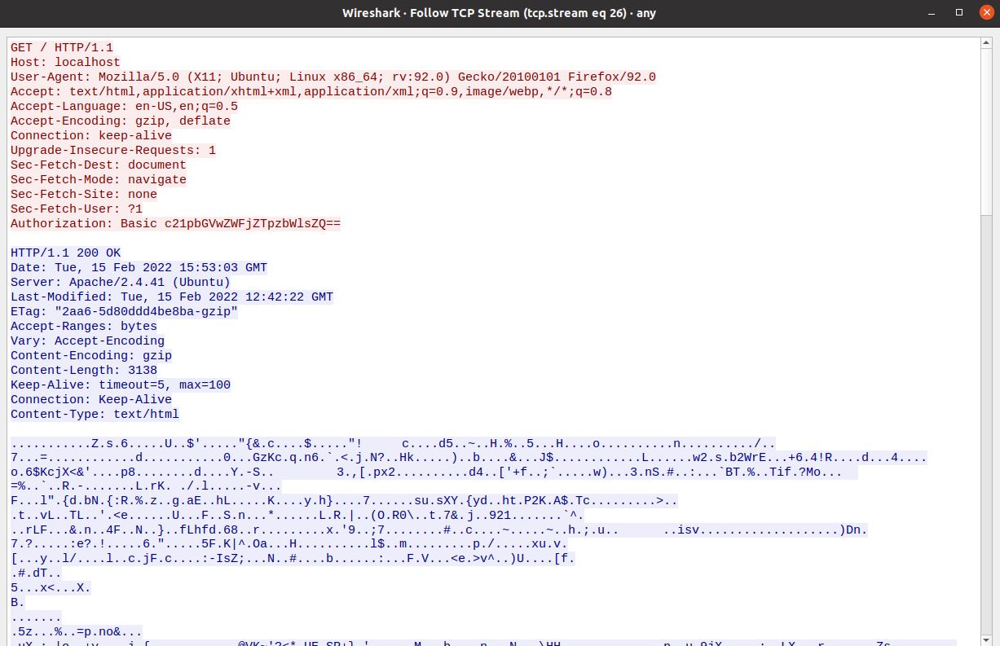 Wireshark · Follow TCP Stream (tcp.stream eq 26) · any
GET / HTTP/1.1
Host: localhost
User-Agent: Mozilla/5.0 (X11; Ubuntu; Linux x86_64; rv:92.0) Gecko/20100101 Firefox/92.0
Accept: text/html,application/xhtml+xml,application/xml;q=0.9,image/webp,*/*;q=0.8
Accept-Language: en-US,en;q=0.5
Accept-Encoding: gzip, deflate
Connection: keep-alive
Upgrade-Insecure-Requests: 1
Sec-Fetch-Dest: document
Sec-Fetch-Mode: navigate
Sec-Fetch-Site: none
Sec-Fetch-User: ?1
Authorization: Basic c21pbGVwZWFjZTpzbWlsZQ==
HTTP/1.1 200 OK
Date: Tue, 15 Feb 2022 15:53:03 GMT
Server: Apache/2.4.41 (Ubuntu)
Last-Modified: Tue, 15 Feb 2022 12:42:22 GMT
ETag: "2aa6-5d80ddd4be8ba-gzip"
Accept-Ranges: bytes
Vary: Accept-Encoding
Content-Encoding: gzip
Content-Length: 3138
Keep-Alive: timeout=5, max=100
Connection: Keep-Alive
Content-Type: text/html
...........Z.s.6.....U..$'....."{&.c....$....."! c....d5..~..H.%..5...H....o..........n........../..
7...=............d...........0...GzKc.q.n6.`.<.j.N?..Hk.....)..b....&...J$............L......w2.s.b2WrE...+6.4!R....d...4....
o.6$KcjX<&'....p8........d....Y.-S.. 3.,[.px2..........d4..['+f..;`.....w)...3.nS.#..:...`BT.%..Tif.?Mo...
=%..`..R.-.......L.rK. ./.l.....-v...
F...l".{d.bN.{:R.%.z..g.aE..hL.....K....y.h}....7......su.sXY.{yd..ht.P2K.A$.Tc.........>..
.t..vL..TL..'.<e......U...F..S.n...*......L.R.|..(O.R0\..t.7&.j..921.......`^.
..rLF...&.n..4F..N..}..fLhfd.68..r.........x.'9..;7........#..c....~.....~..h.;.u.. ..isv...................)Dn.
7.?.....:e?.!.....6.".....5F.K|^.Oa...H..........l$..m.........p./.....xu.v.
[...y..l/....l..c.jF.c....:-IsZ;...N..#....b......:...F.V...<e.>v^..)U....[f.
.#.dT..
5...x<...X.
B.
.......
.5z...%..=p.no&...